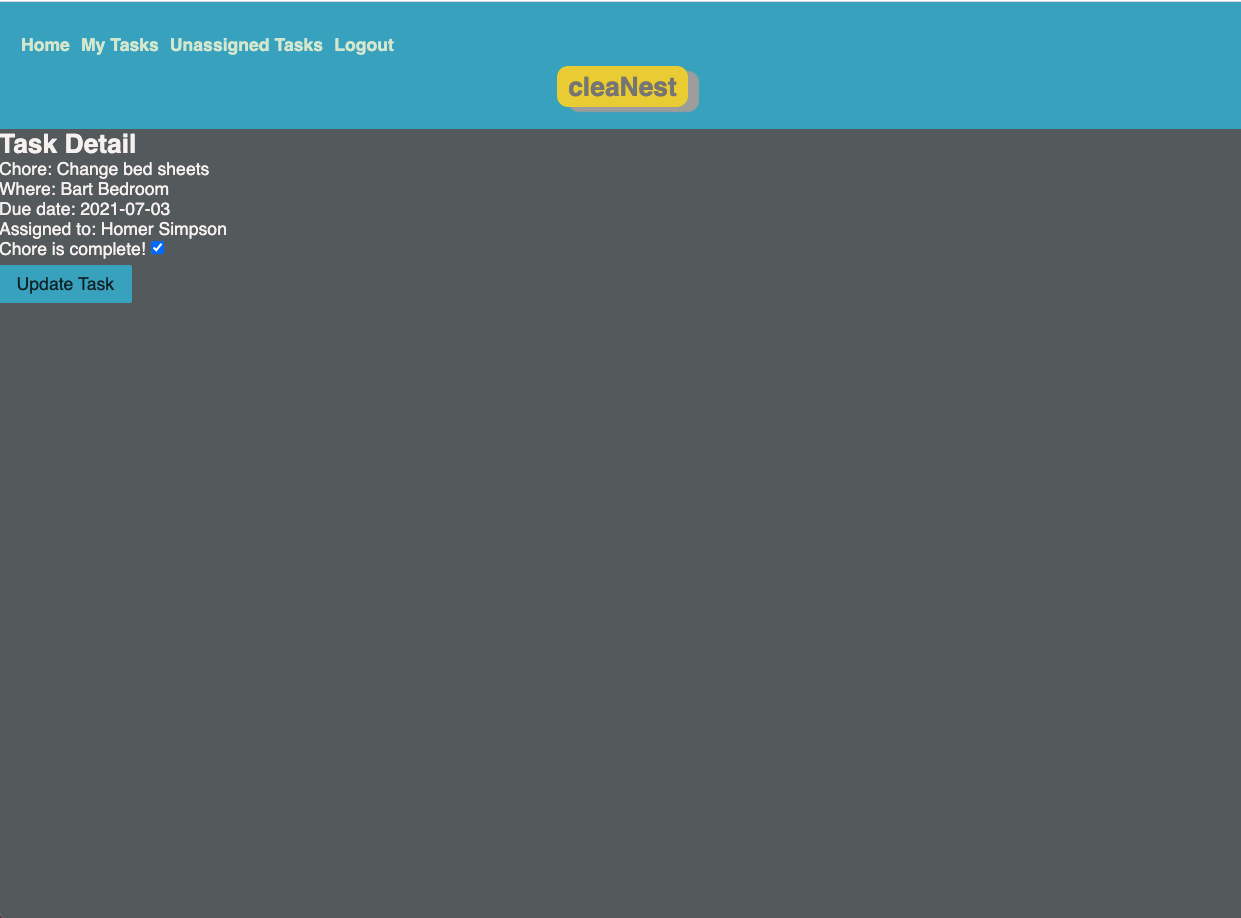 Home My Tasks Unassigned Tasks Logout
cleaNest
Task Detail
Chore: Change bed sheets
Where: Bart Bedroom
Due date: 2021-07-03
Assigned to: Homer Simpson
Chore is complete!
Update Task